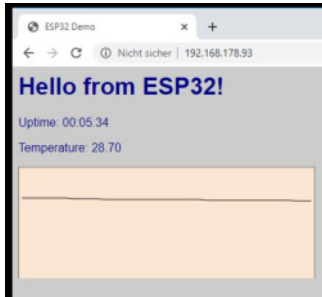 ESP32 Demo
Nicht sicher | 192.168.178.93
Hello from ESP32!
Uptime: 00:05:34
Temperature: 28.70